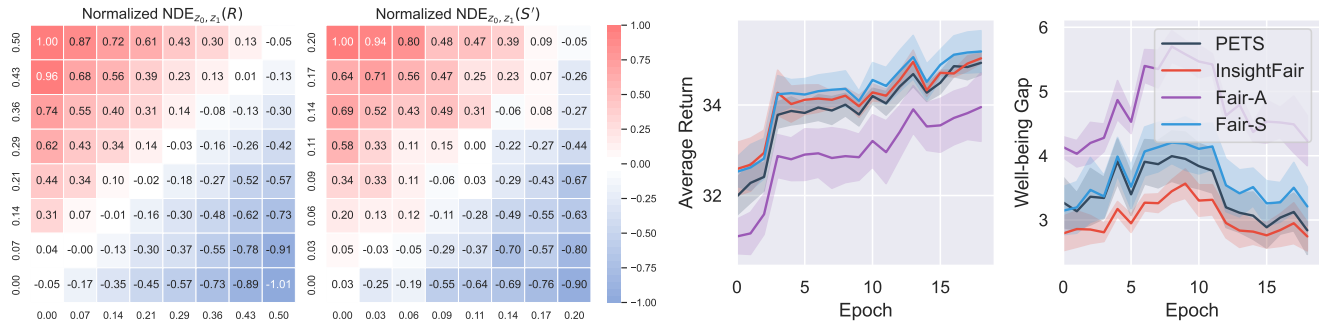 Normalized NDE_{z_0, z_1}(R)
0.50 1.00 0.87 0.72 0.61 0.43 0.30 0.13 -0.05
0.43 0.96 0.68 0.56 0.39 0.23 0.13 0.01 -0.13
0.36 0.74 0.55 0.40 0.31 0.14 -0.08 -0.13 -0.30
0.29 0.62 0.43 0.34 0.14 -0.03 -0.16 -0.26 -0.42
0.21 0.44 0.34 0.10 -0.02 -0.18 -0.27 -0.52 -0.57
0.14 0.31 0.07 -0.01 -0.16 -0.30 -0.48 -0.62 -0.73
0.07 0.04 -0.00 -0.13 -0.30 -0.37 -0.55 -0.78 -0.91
0.00 -0.05 -0.17 -0.35 -0.45 -0.57 -0.73 -0.89 -1.01
0.00 0.07 0.14 0.21 0.29 0.36 0.43 0.50
Normalized NDE_{z_0, z_1}(S')
0.20 1.00 0.94 0.80 0.48 0.47 0.39 0.09 -0.05
0.17 0.64 0.71 0.56 0.47 0.25 0.23 0.07 -0.26
0.14 0.69 0.52 0.43 0.49 0.31 -0.06 0.08 -0.27
0.11 0.58 0.33 0.11 0.15 0.00 -0.22 -0.27 -0.44
0.09 0.34 0.33 0.11 -0.06 0.03 -0.29 -0.43 -0.67
0.06 0.20 0.13 0.12 -0.11 -0.28 -0.49 -0.55 -0.63
0.03 0.05 -0.03 -0.05 -0.29 -0.37 -0.70 -0.57 -0.80
0.00 0.03 -0.25 -0.19 -0.55 -0.64 -0.69 -0.76 -0.90
0.00 0.03 0.06 0.09 0.11 0.14 0.17 0.20
1.00
0.75
0.50
0.25
0.00
−0.25
−0.50
−0.75
−1.00
Average Return
34
32
0 5 10 15
Epoch
Well-being Gap
6
5
4
3
0 5 10 15
Epoch
PETS
InsightFair
Fair-A
Fair-S